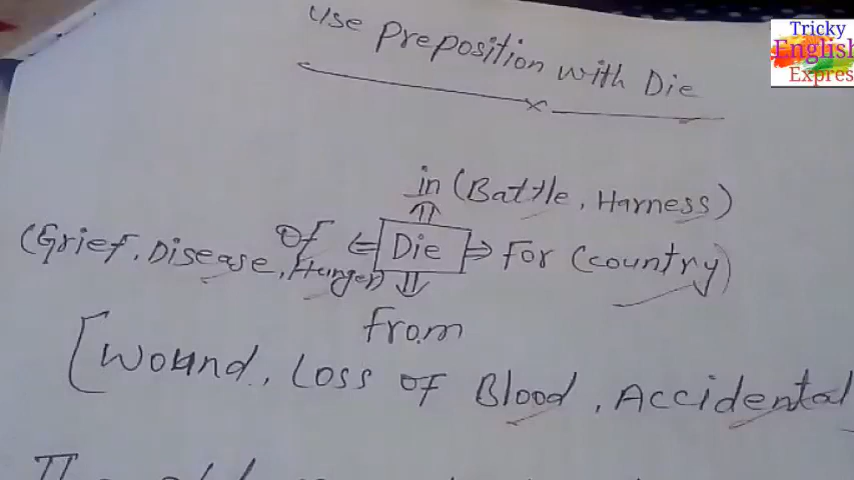 Tricky
English
Express
Use Preposition with Die
in (Battle, Harness)
(Grief, Disease, Hunger) of Die For (country)
From
[Wound, Loss of Blood, Accidental